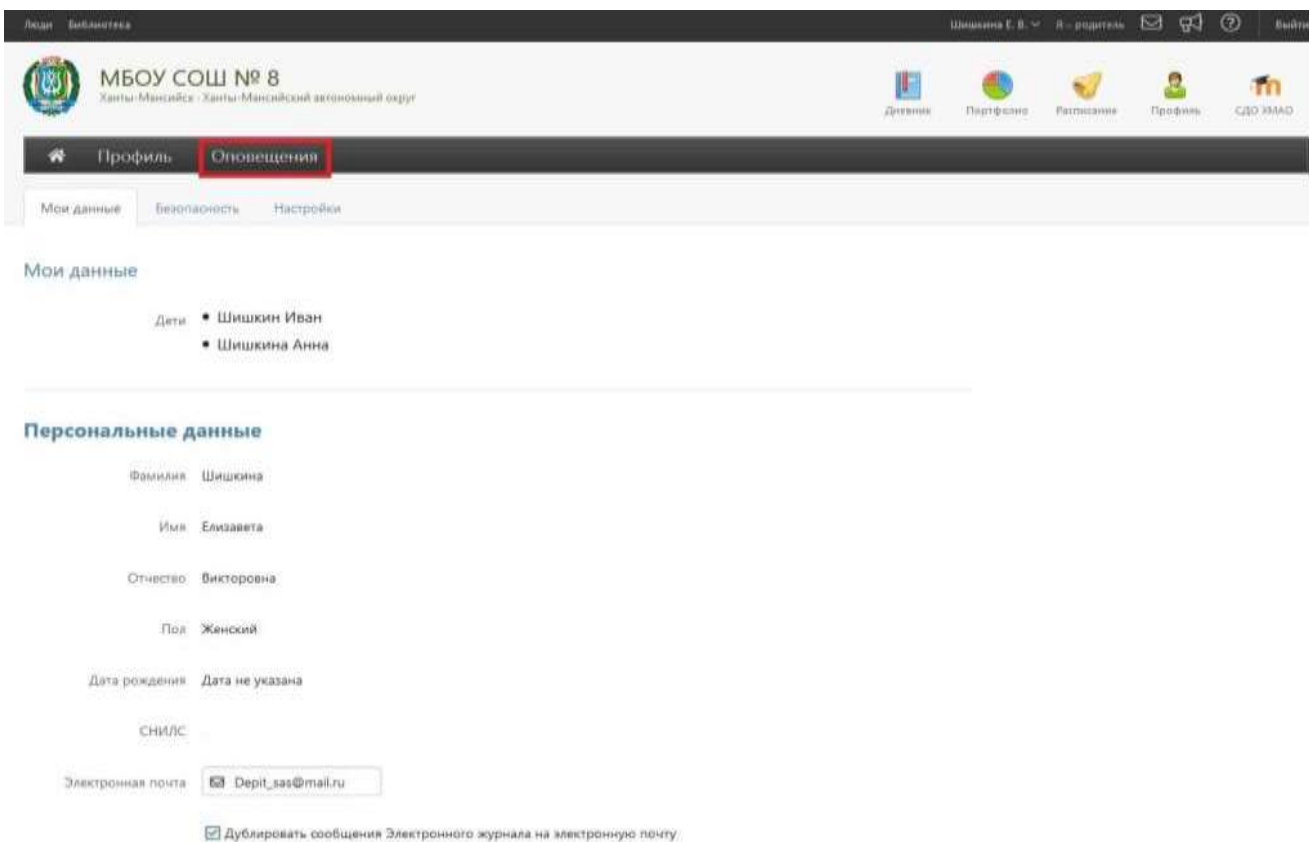 Люди Библиотека Шишкина Е. В. Я - родитель Выйти
МБОУ СОШ № 8
Ханты-Мансийск · Ханты-Мансийский автономный округ
Дневник Портфолио Расписание Профиль СДО ХМАО
Профиль Оповещения
Мои данные Безопасность Настройки
Мои данные
Дети • Шишкин Иван
• Шишкина Анна
Персональные данные
Фамилия Шишкина
Имя Елизавета
Отчество Викторовна
Пол Женский
Дата рождения Дата не указана
СНИЛС
Электронная почта Depit_sas@mail.ru
Дублировать сообщения Электронного журнала на электронную почту